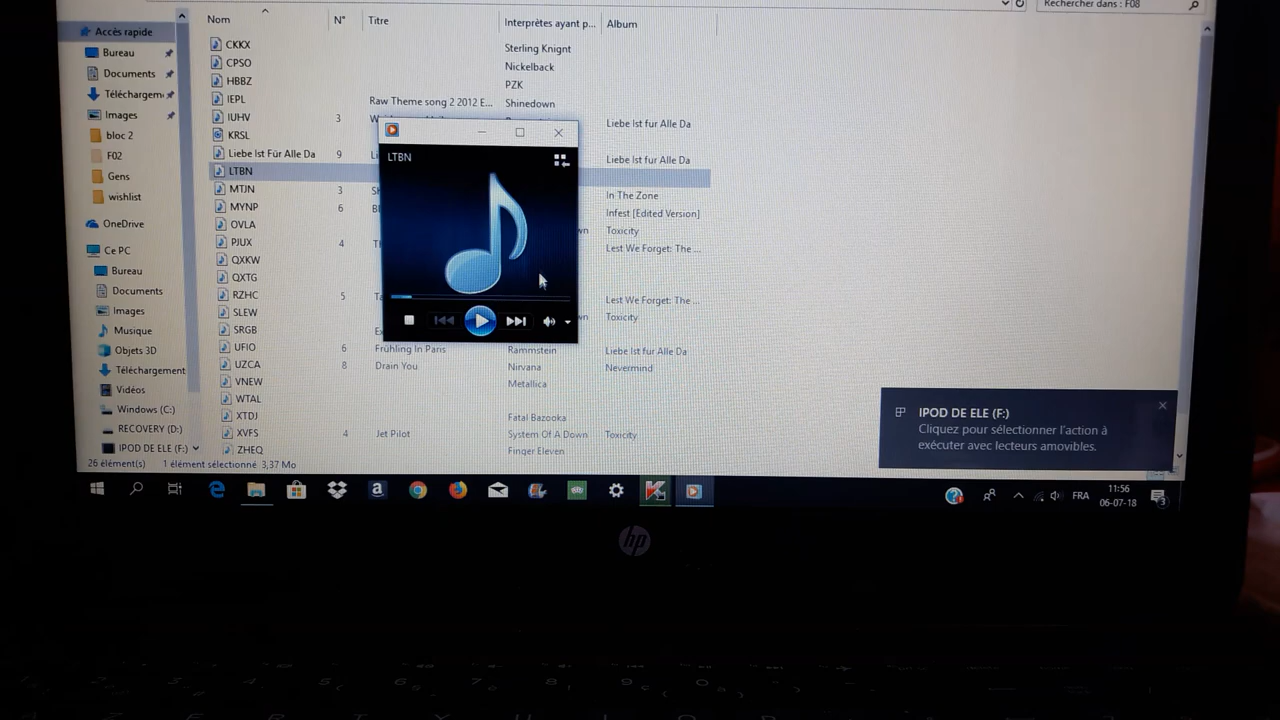 Rechercher dans : F08
Nom N° Titre Interprètes ayant p... Album
Accès rapide
Bureau
Documents
Téléchargem
Images
bloc 2
F02
Gens
wishlist
OneDrive
Ce PC
Bureau
Documents
Images
Musique
Objets 3D
Téléchargement
Vidéos
Windows (C:)
RECOVERY (D:)
IPOD DE ELE (F:)
CKKX Sterling Knignt
CPSO Nickelback
HBBZ PZK
IEPL Raw Theme song 2 2012 E... Shinedown
IUHV 3 Liebe Ist fur Alle Da
KRSL
Liebe Ist Für Alle Da 9 Liebe Ist fur Alle Da
LTBN
MTJN 3 In The Zone
MYNP 6 Infest [Edited Version]
OVLA Toxicity
PJUX 4 Lest We Forget: The ...
QXKW
QXTG
RZHC 5 Lest We Forget: The ...
SLEW Toxicity
SRGB
UFIO 6 Frühling In Paris Rammstein Liebe Ist fur Alle Da
UZCA 8 Drain You Nirvana Nevermind
VNEW Metallica
WTAL
XTDJ Fatal Bazooka
XVFS 4 Jet Pilot System Of A Down Toxicity
ZHEQ Finger Eleven
LTBN
IPOD DE ELE (F:)
Cliquez pour sélectionner l'action à
exécuter avec lecteurs amovibles.
26 élément(s) 1 élément sélectionné 3,37 Mo
FRA
11:56
06-07-18
3
hp